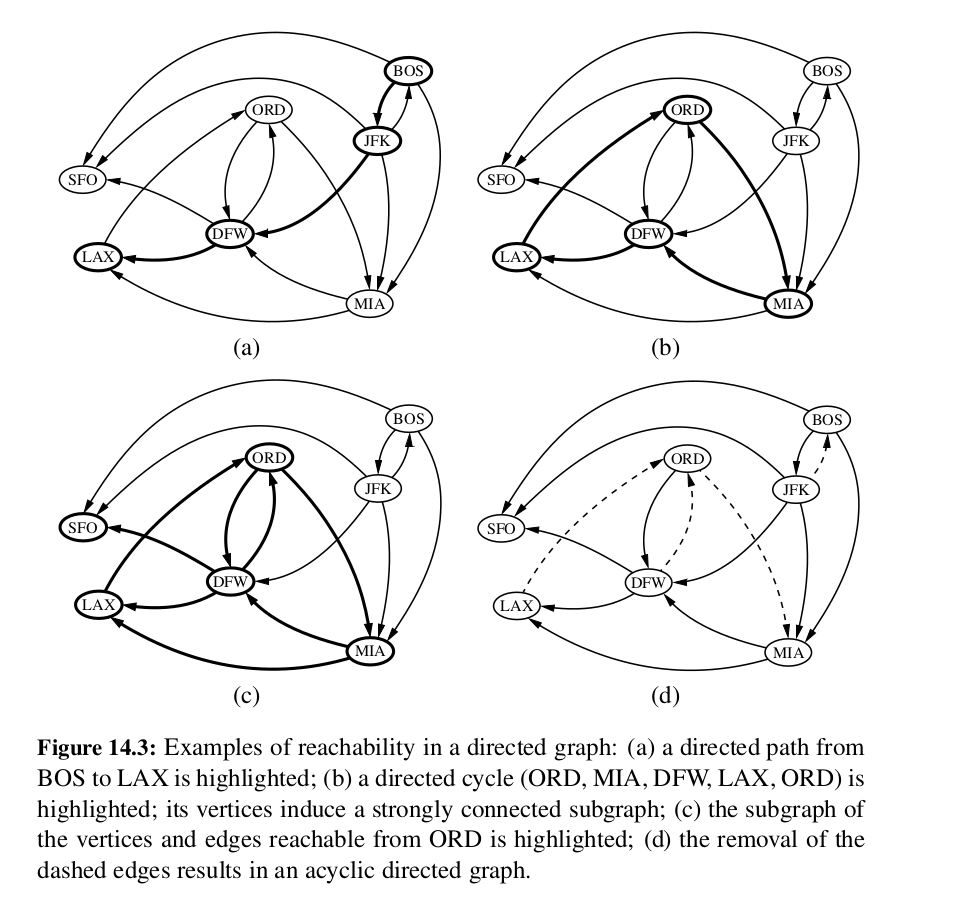 BOS
ORD
JFK
SFO
DFW
LAX
MIA
(a)
BOS
ORD
JFK
SFO
DFW
LAX
MIA
(b)
BOS
ORD
JFK
SFO
DFW
LAX
MIA
(c)
BOS
ORD
JFK
SFO
DFW
LAX
MIA
(d)
Figure 14.3: Examples of reachability in a directed graph: (a) a directed path from
BOS to LAX is highlighted; (b) a directed cycle (ORD, MIA, DFW, LAX, ORD) is
highlighted; its vertices induce a strongly connected subgraph; (c) the subgraph of
the vertices and edges reachable from ORD is highlighted; (d) the removal of the
dashed edges results in an acyclic directed graph.